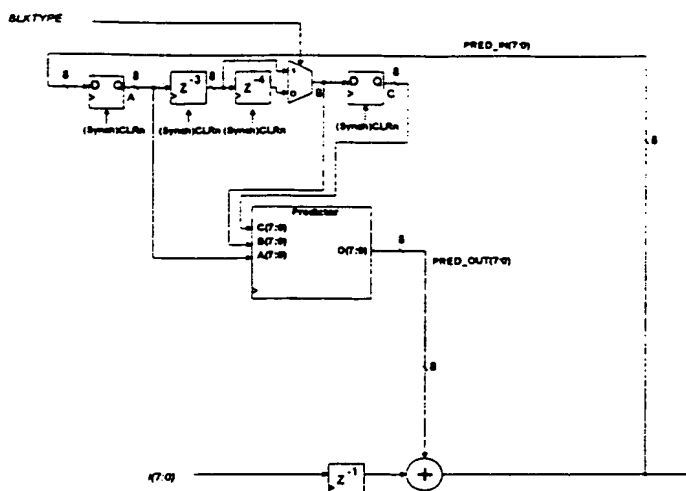 BLKTYPE
PRED_IN(7:0)
8
8
8
8
Z-3
Z-4
1
0
A
B
C
(Synch)CLRn
(Synch)CLRn
(Synch)CLRn
(Synch)CLRn
8
Predictor
C(7:0)
B(7:0)
A(7:0)
O(7:0)
8
PRED_OUT(7:0)
8
I(7:0)
Z-1
+